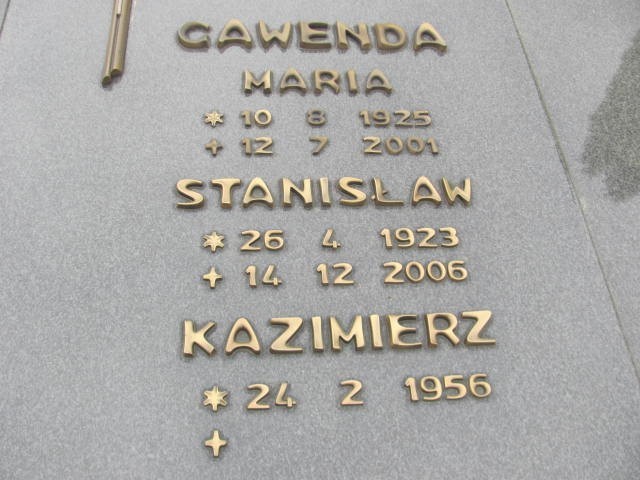 GAWENDA
MARIA
* 10 8 1925
+ 12 7 2001
STANISŁAW
* 26 4 1923
+ 14 12 2006
KAZIMIERZ
* 24 2 1956
+